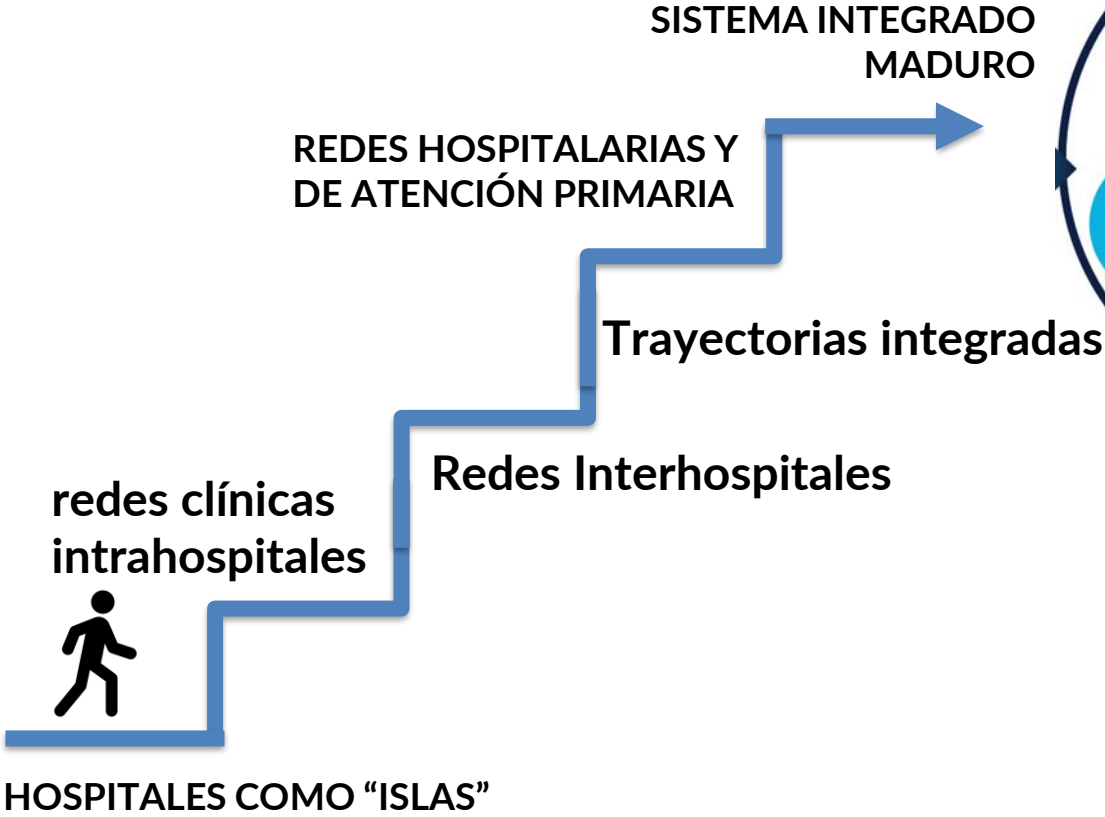 SISTEMA INTEGRADO
MADURO
REDES HOSPITALARIAS Y
DE ATENCIÓN PRIMARIA
Trayectorias integradas
Redes Interhospitales
redes clínicas
intrahospitales
HOSPITALES COMO “ISLAS”